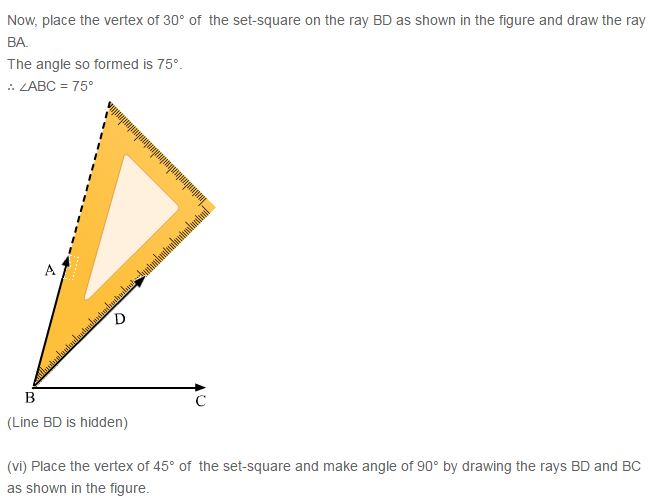 Now, place the vertex of 30° of the set-square on the ray BD as shown in the figure and draw the ray
BA.
The angle so formed is 75°.
∴ ∠ABC = 75°
A
D
B
C
(Line BD is hidden)
(vi) Place the vertex of 45° of the set-square and make angle of 90° by drawing the rays BD and BC
as shown in the figure.